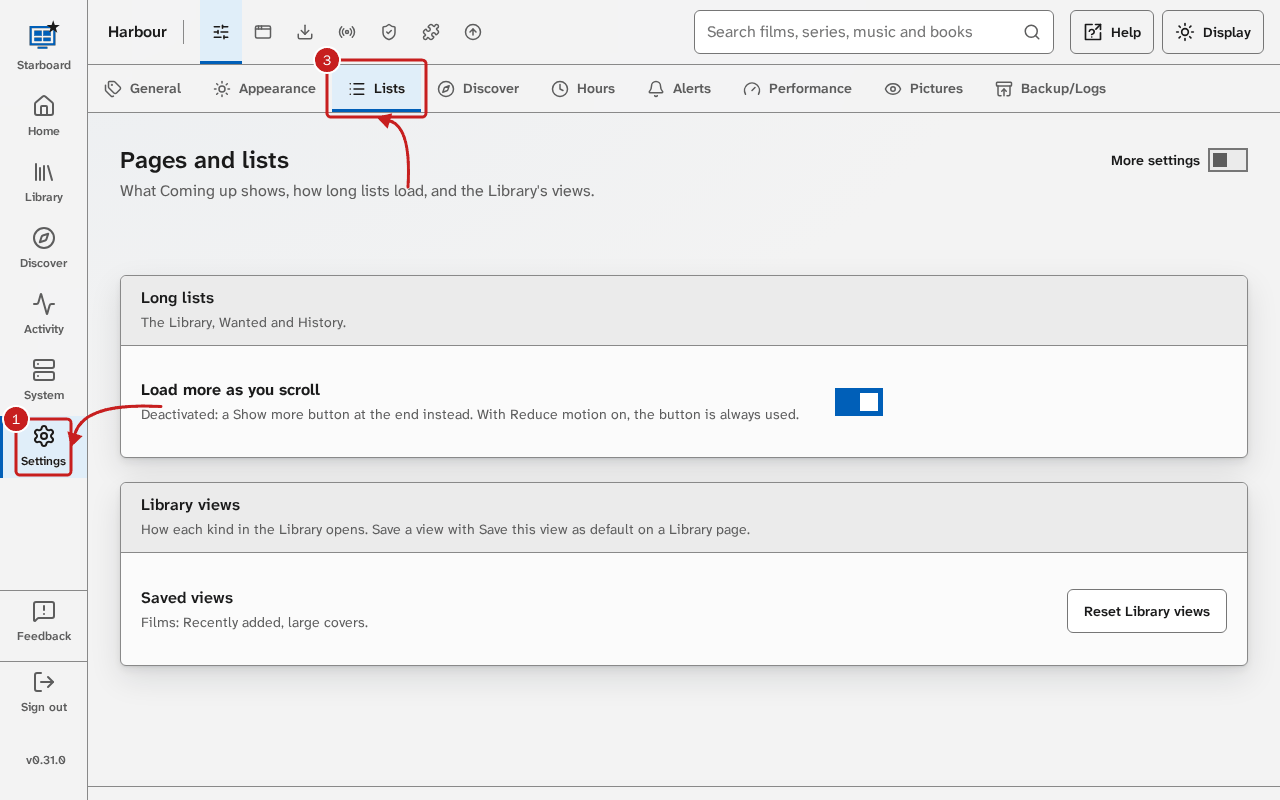 Starboard
Home
Library
Discover
Activity
System
1
Settings
Feedback
Sign out
v0.31.0
Harbour
Search films, series, music and books
Help
Display
3
General
Appearance
Lists
Discover
Hours
Alerts
Performance
Pictures
Backup/Logs
Pages and lists
What Coming up shows, how long lists load, and the Library's views.
More settings
Long lists
The Library, Wanted and History.
Load more as you scroll
Deactivated: a Show more button at the end instead. With Reduce motion on, the button is always used.
Library views
How each kind in the Library opens. Save a view with Save this view as default on a Library page.
Saved views
Films: Recently added, large covers.
Reset Library views